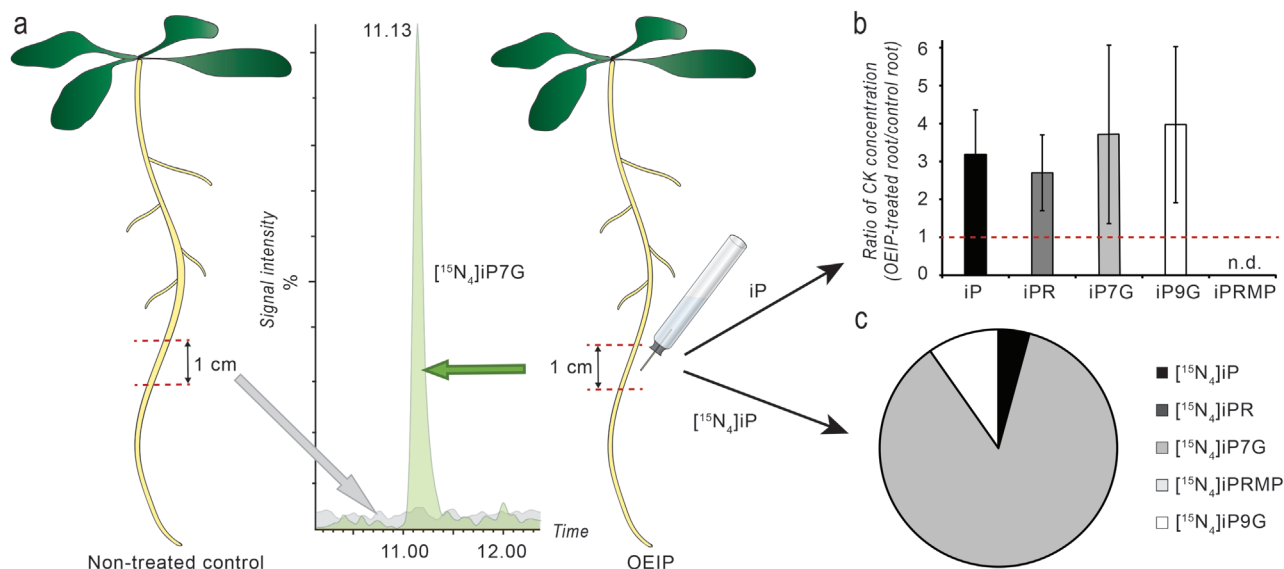 a
11.13
Signal intensity
%
[¹⁵N₄]iP7G
1 cm
11.00
12.00
Time
Non-treated control
1 cm
OEIP
iP
[¹⁵N₄]iP
b
Ratio of CK concentration
(OEIP-treated root/control root)
6
5
4
3
2
1
0
n.d.
iP
iPR
iP7G
iP9G
iPRMP
c
[¹⁵N₄]iP
[¹⁵N₄]iPR
[¹⁵N₄]iP7G
[¹⁵N₄]iPRMP
[¹⁵N₄]iP9G